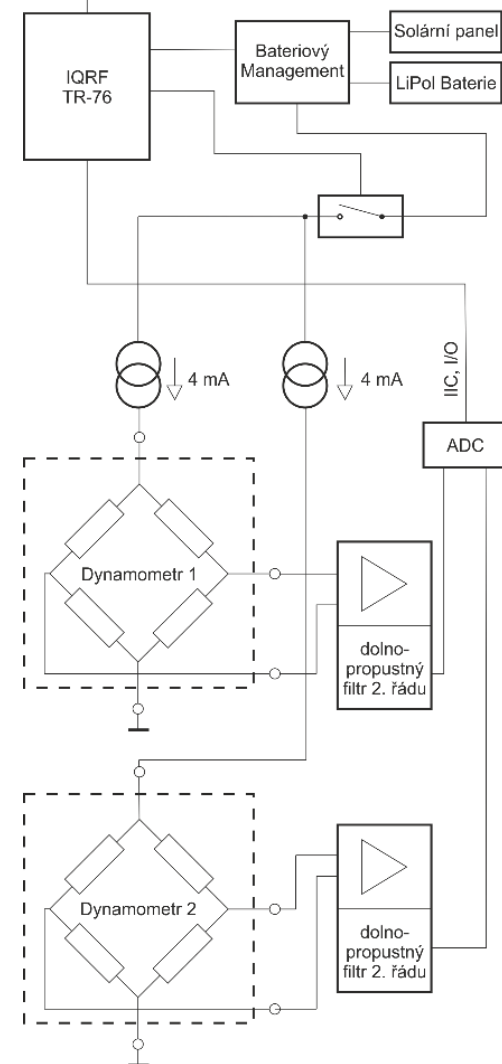 IQRF
TR-76
Bateriový
Management
Solární panel
LiPol Baterie
4 mA
4 mA
IIC, I/O
ADC
Dynamometr 1
dolno-
propustný
filtr 2. řádu
Dynamometr 2
dolno-
propustný
filtr 2. řádu